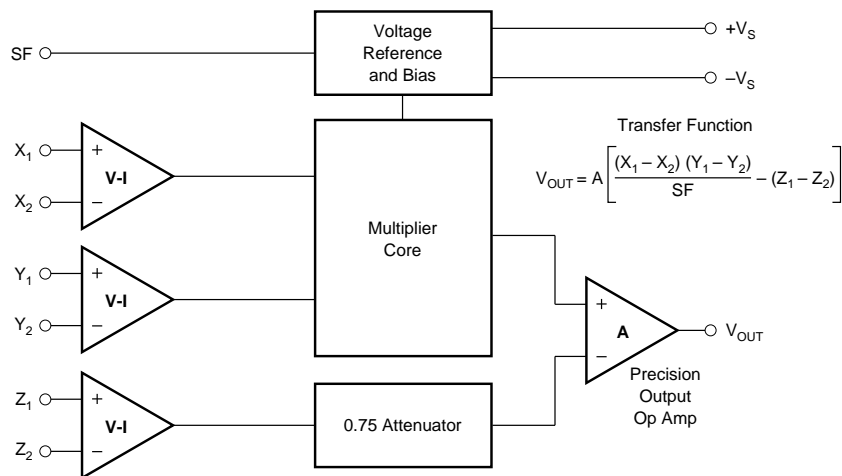 SF
Voltage
Reference
and Bias
+V_S
–V_S
Transfer Function
V_OUT = A [ (X_1 – X_2) (Y_1 – Y_2) / SF – (Z_1 – Z_2) ]
X_1
+
V-I
X_2
–
Multiplier
Core
Y_1
+
V-I
Y_2
–
+
A
–
V_OUT
Precision
Output
Op Amp
Z_1
+
V-I
Z_2
–
0.75 Attenuator